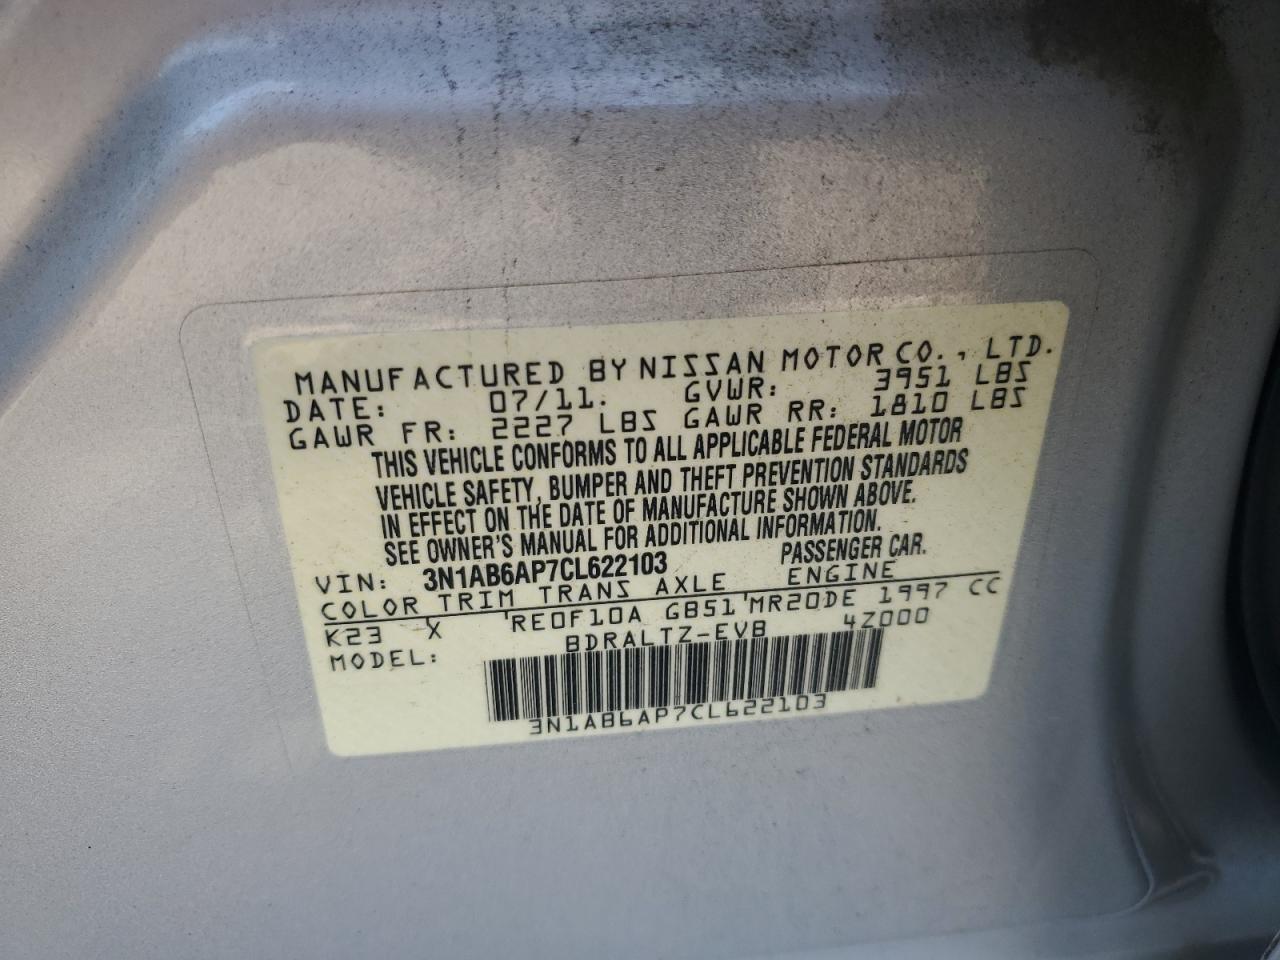 MANUFACTURED BY NISSAN MOTOR CO., LTD.
DATE: 07/11. GVWR: 3951 LBS
GAWR FR: 2227 LBS GAWR RR: 1810 LBS
THIS VEHICLE CONFORMS TO ALL APPLICABLE FEDERAL MOTOR
VEHICLE SAFETY, BUMPER AND THEFT PREVENTION STANDARDS
IN EFFECT ON THE DATE OF MANUFACTURE SHOWN ABOVE.
SEE OWNER'S MANUAL FOR ADDITIONAL INFORMATION.
VIN: 3N1AB6AP7CL622103 PASSENGER CAR.
COLOR TRIM TRANS AXLE ENGINE
K23 X RE0F10A GB51 MR20DE 1997 CC
MODEL: BDRALTZ-EVB 4Z000
3N1AB6AP7CL622103